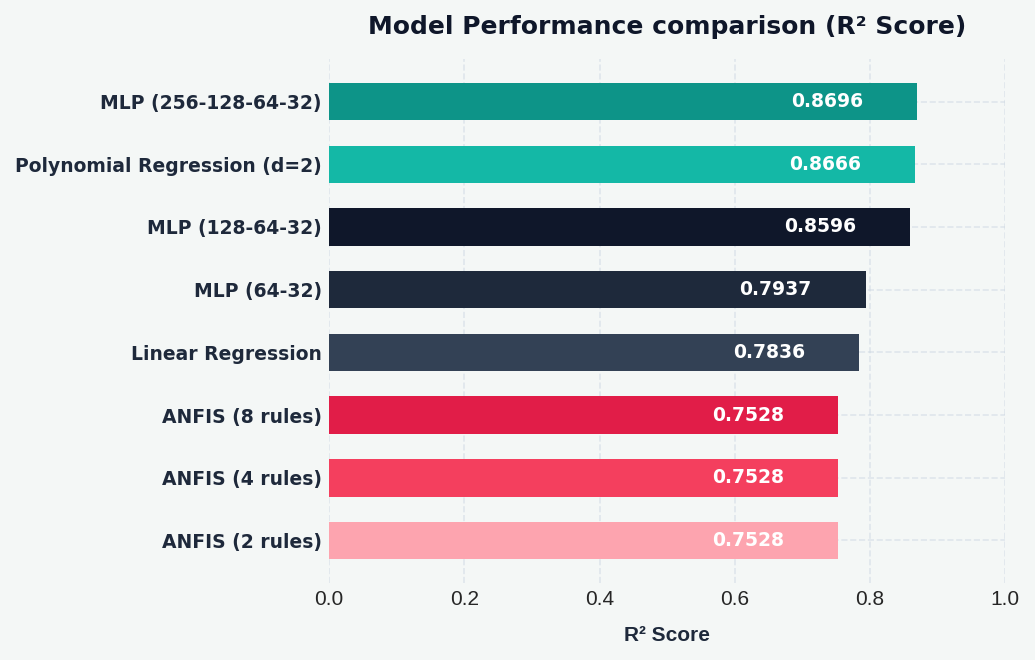 Model Performance comparison (R² Score)
MLP (256-128-64-32) 0.8696
Polynomial Regression (d=2) 0.8666
MLP (128-64-32) 0.8596
MLP (64-32) 0.7937
Linear Regression 0.7836
ANFIS (8 rules) 0.7528
ANFIS (4 rules) 0.7528
ANFIS (2 rules) 0.7528
0.0 0.2 0.4 0.6 0.8 1.0
R² Score